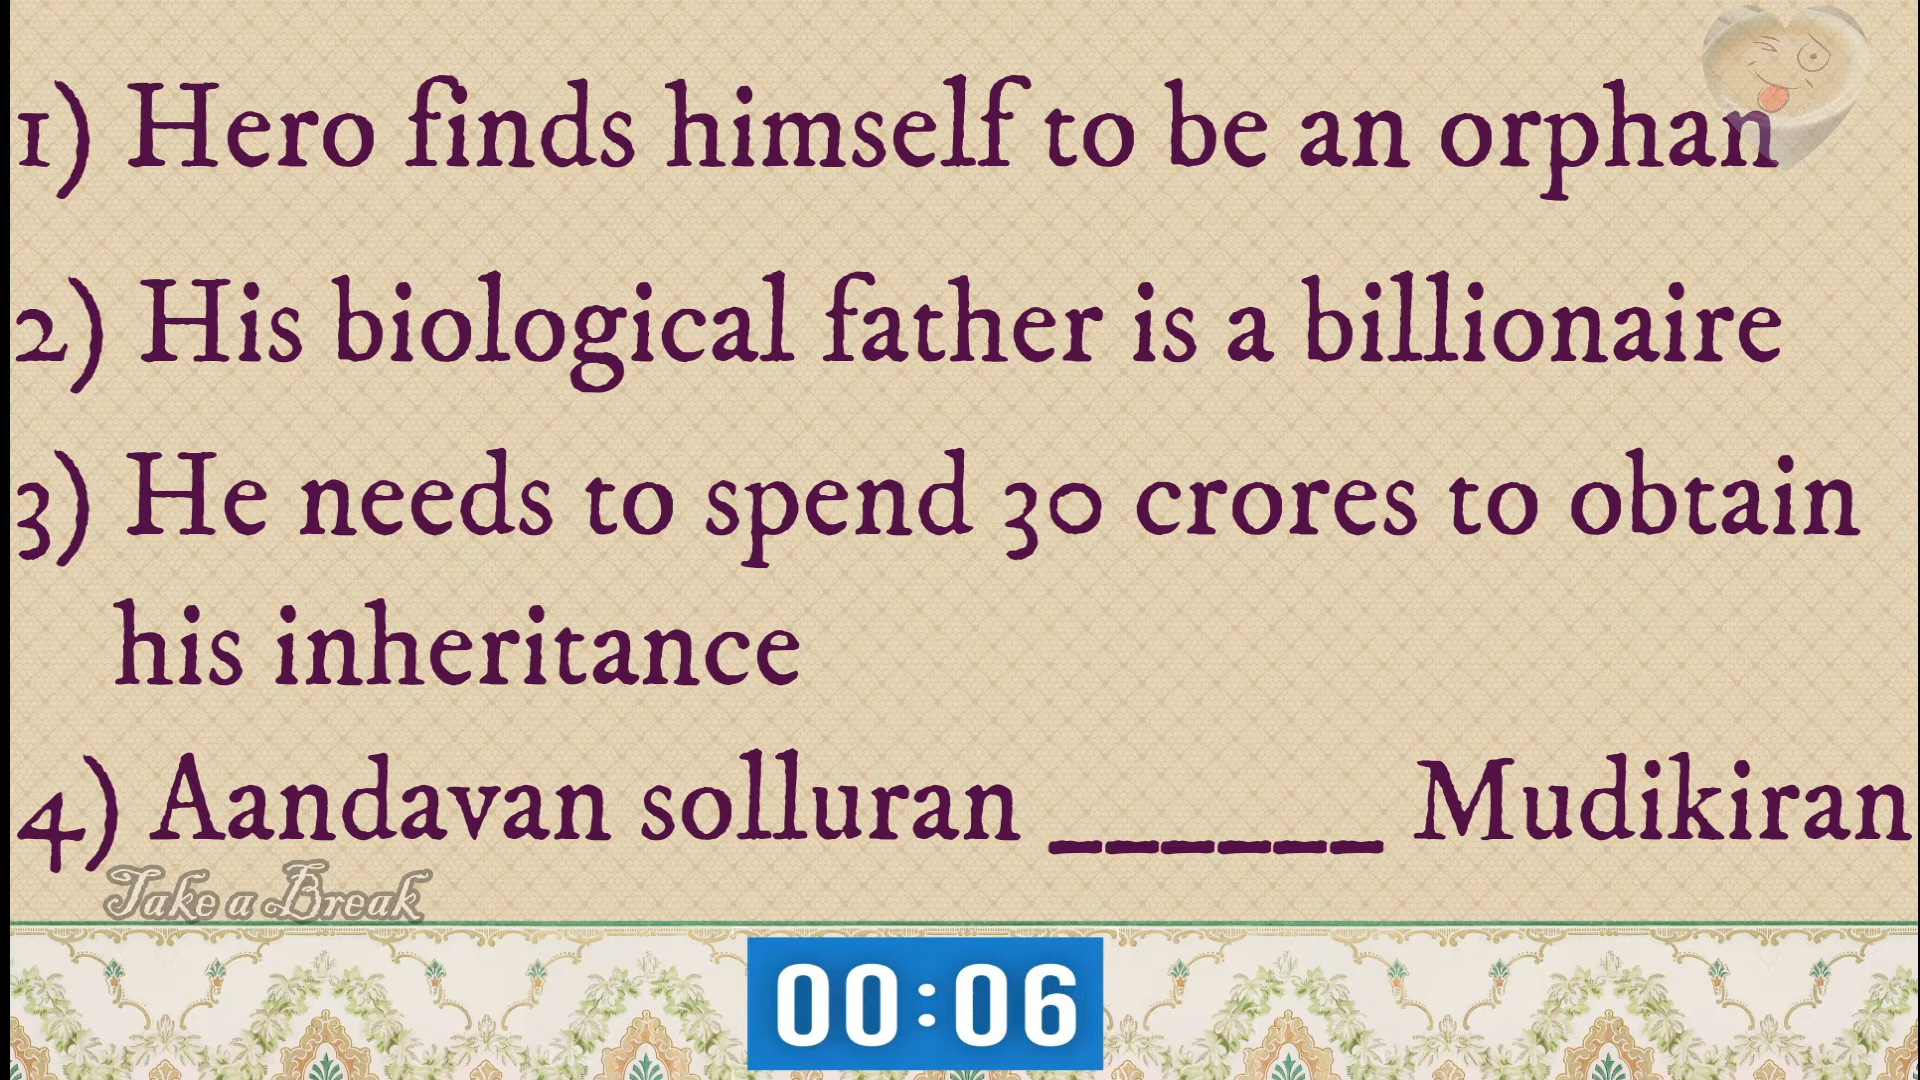 1) Hero finds himself to be an orphan
2) His biological father is a billionaire
3) He needs to spend 30 crores to obtain
his inheritance
4) Aandavan solluran ______ Mudikiran
Take a Break
00:06